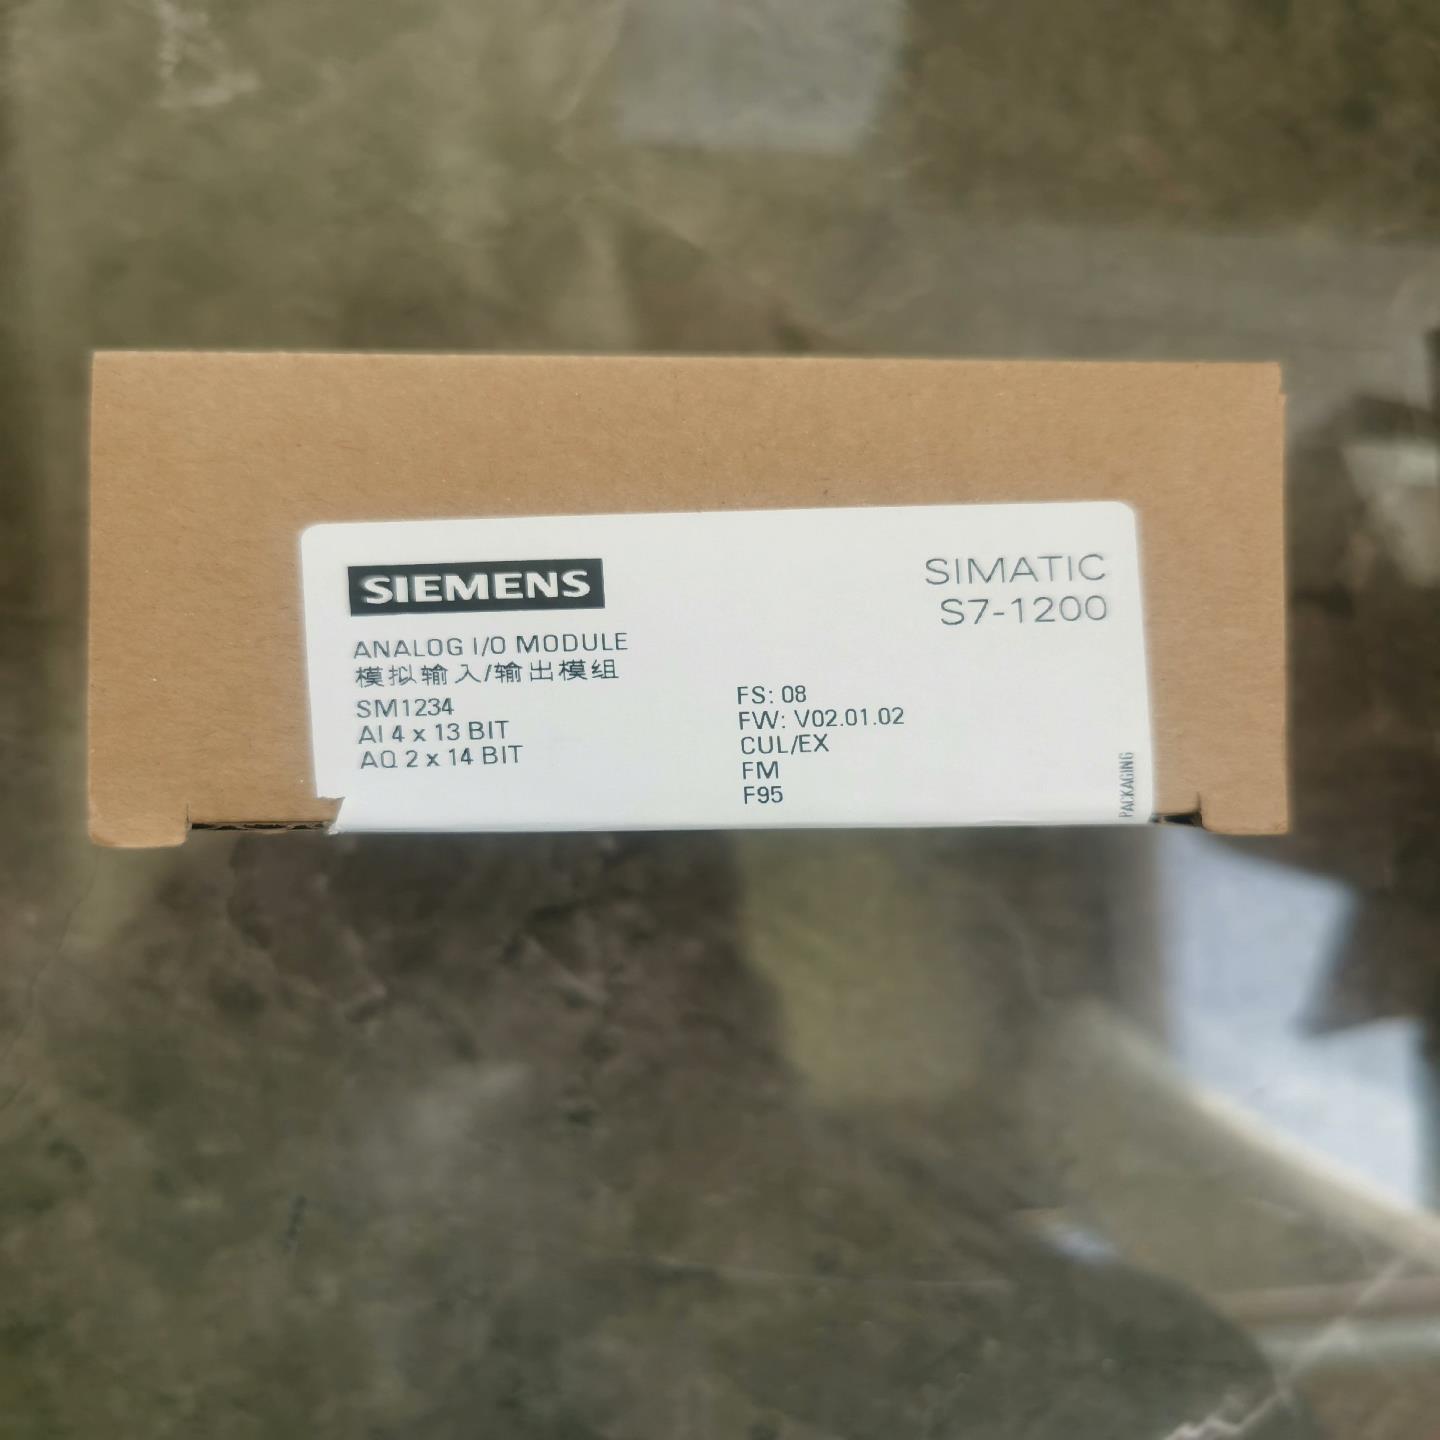 SIEMENS
SIMATIC
S7-1200
ANALOG I/O MODULE
模拟输入/输出模组
SM1234
AI 4 x 13 BIT
AQ 2 x 14 BIT
FS: 08
FW: V02.01.02
CUL/EX
FM
F95
PACKAGING